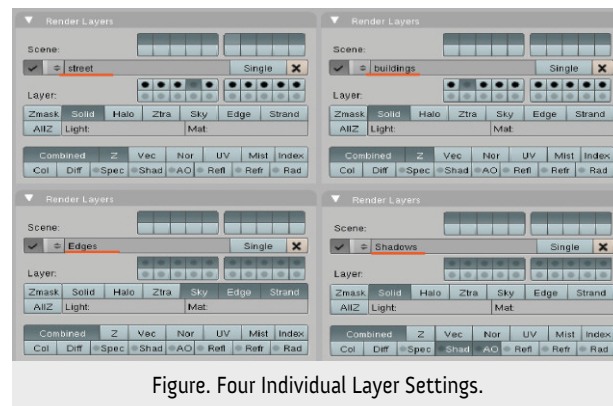 Render Layers
Scene:
street Single X
Layer:
Zmask Solid Halo Ztra Sky Edge Strand
AllZ Light: Mat:
Combined Z Vec Nor UV Mist Index
Col Diff Spec Shad AO Refl Refr Rad
Render Layers
Scene:
buildings Single X
Layer:
Zmask Solid Halo Ztra Sky Edge Strand
AllZ Light: Mat:
Combined Z Vec Nor UV Mist Index
Col Diff Spec Shad AO Refl Refr Rad
Render Layers
Scene:
Edges Single X
Layer:
Zmask Solid Halo Ztra Sky Edge Strand
AllZ Light: Mat:
Combined Z Vec Nor UV Mist Index
Col Diff Spec Shad AO Refl Refr Rad
Render Layers
Scene:
Shadows Single X
Layer:
Zmask Solid Halo Ztra Sky Edge Strand
AllZ Light: Mat:
Combined Z Vec Nor UV Mist Index
Col Diff Spec Shad AO Refl Refr Rad
Figure. Four Individual Layer Settings.